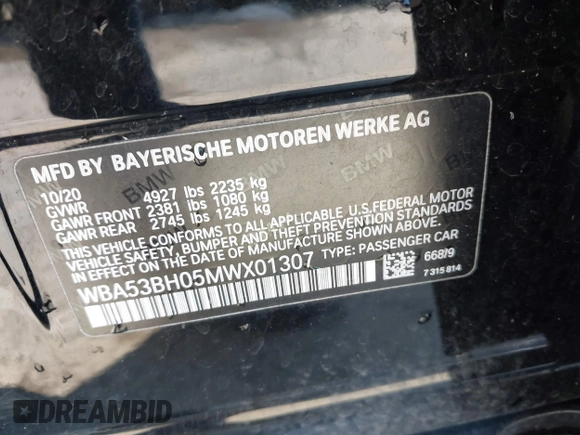 MFD BY BAYERISCHE MOTOREN WERKE AG
10/20
GVWR 4927 lbs 2235 kg
GAWR FRONT 2381 lbs 1080 kg
GAWR REAR 2745 lbs 1245 kg
THIS VEHICLE CONFORMS TO ALL APPLICABLE U.S.FEDERAL MOTOR
VEHICLE SAFETY, BUMPER, AND THEFT PREVENTION STANDARDS
IN EFFECT ON THE DATE OF MANUFACTURE SHOWN ABOVE.
WBA53BH05MWX01307 TYPE: PASSENGER CAR
668/9
7 315 814
BMW
BMW
BMW
DREAMBID